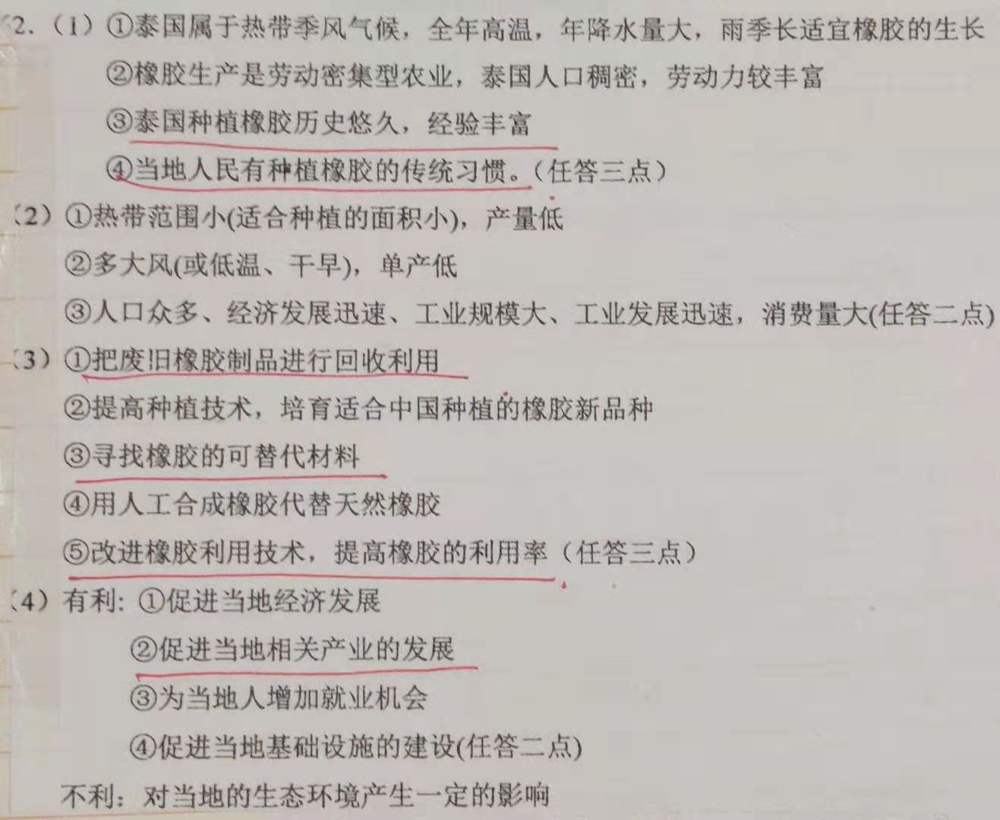 2.（1）①泰国属于热带季风气候，全年高温，年降水量大，雨季长适宜橡胶的生长
②橡胶生产是劳动密集型农业，泰国人口稠密，劳动力较丰富
③泰国种植橡胶历史悠久，经验丰富
④当地人民有种植橡胶的传统习惯。（任答三点）
（2）①热带范围小(适合种植的面积小)，产量低
②多大风(或低温、干旱)，单产低
③人口众多、经济发展迅速、工业规模大、工业发展迅速，消费量大(任答二点)
（3）①把废旧橡胶制品进行回收利用
②提高种植技术，培育适合中国种植的橡胶新品种
③寻找橡胶的可替代材料
④用人工合成橡胶代替天然橡胶
⑤改进橡胶利用技术，提高橡胶的利用率（任答三点）
（4）有利: ①促进当地经济发展
②促进当地相关产业的发展
③为当地人增加就业机会
④促进当地基础设施的建设(任答二点)
不利：对当地的生态环境产生一定的影响